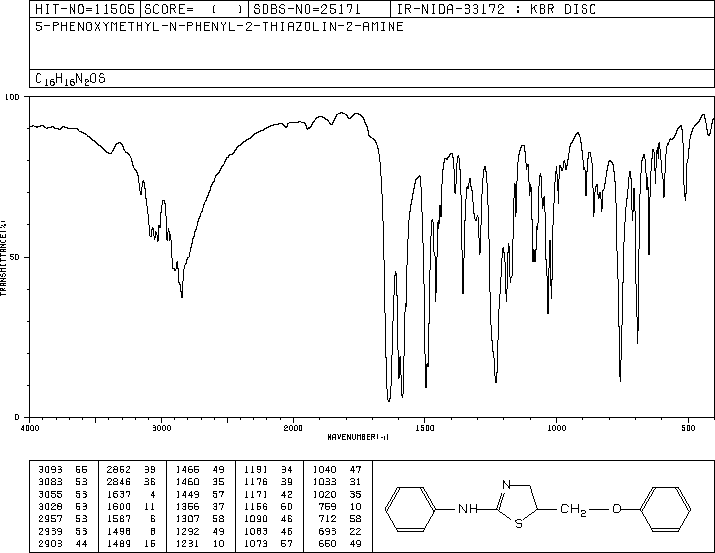 HIT-NO=11505 SCORE= ( ) SDBS-NO=25171 IR-NIDA-33172 : KBR DISC
5-PHENOXYMETHYL-N-PHENYL-2-THIAZOLIN-2-AMINE
C16H16N2OS
100
50
0
TRANSMITTANCE(%)
4000 3000 2000 1500 1000 500
WAVENUMBER(-1)
3093 66 2862 39 1466 49 1191 34 1040 47
3083 53 2846 36 1460 35 1176 39 1033 31
3055 53 1637 4 1449 57 1171 42 1020 35
3028 53 1600 11 1356 37 1156 60 759 10
2957 53 1587 6 1307 58 1090 46 712 58
2939 53 1498 8 1292 49 1083 46 693 22
2903 44 1489 15 1231 10 1073 57 650 49
N
NH
S
CH2
O